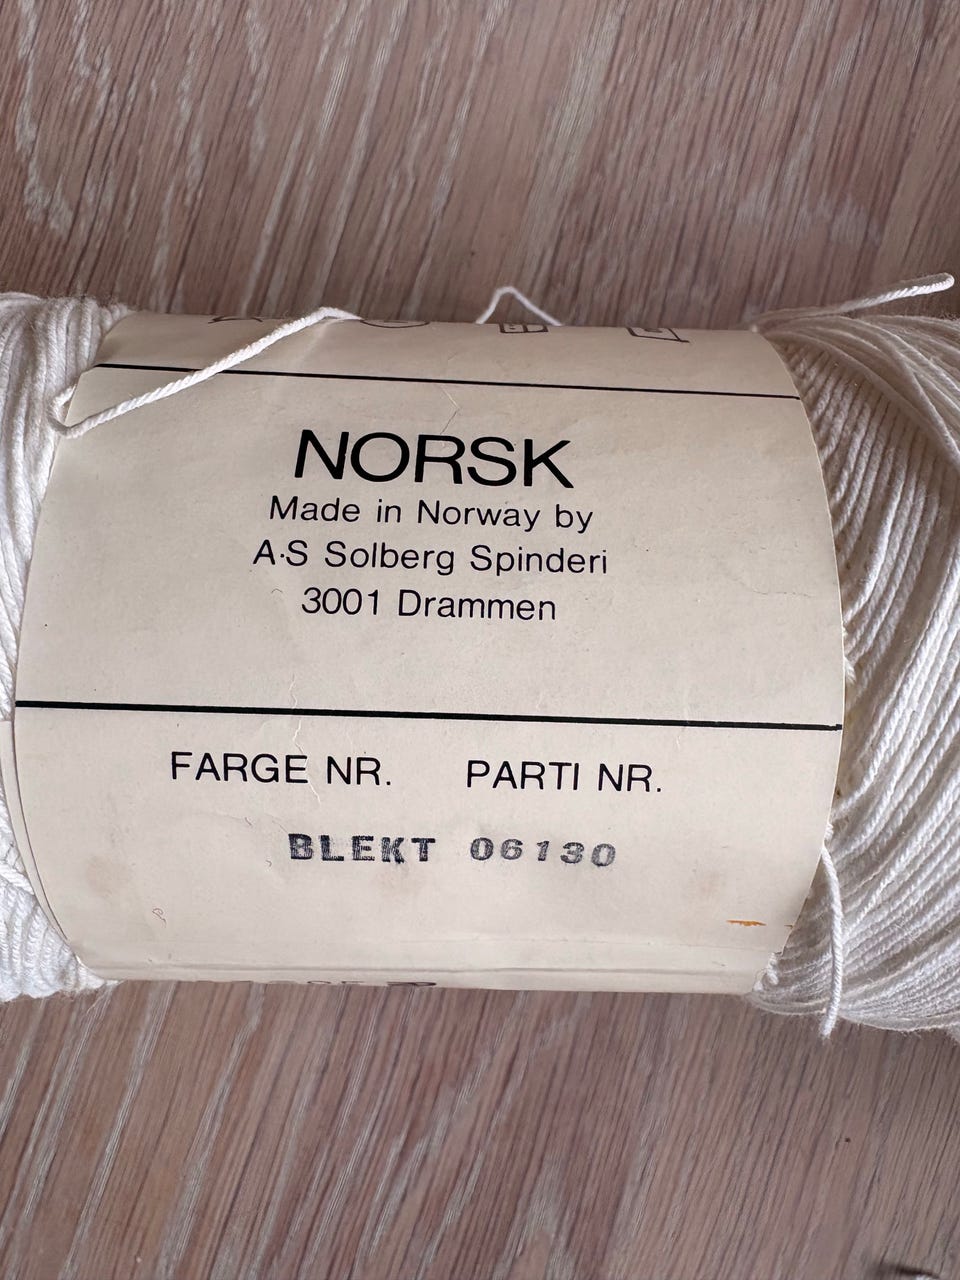 NORSK
Made in Norway by
A·S Solberg Spinderi
3001 Drammen
FARGE NR. PARTI NR.
BLEKT 06130